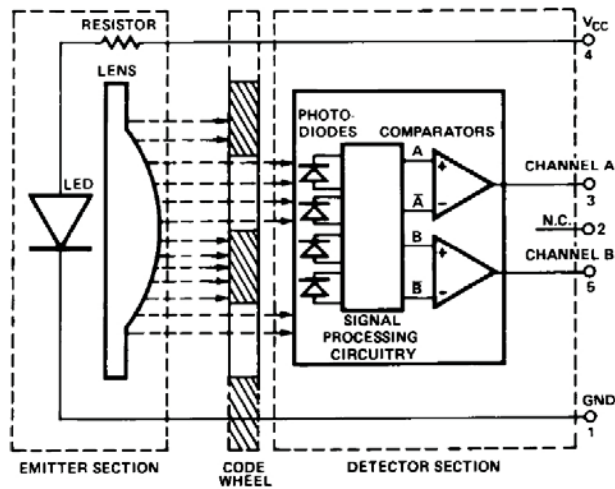 RESISTOR
VCC
4
LENS
PHOTO-
DIODES
COMPARATORS
LED
A
+
CHANNEL A
3
Ā
−
N.C.
2
B
+
CHANNEL B
5
B̄
−
SIGNAL
PROCESSING
CIRCUITRY
GND
1
EMITTER SECTION
CODE
WHEEL
DETECTOR SECTION